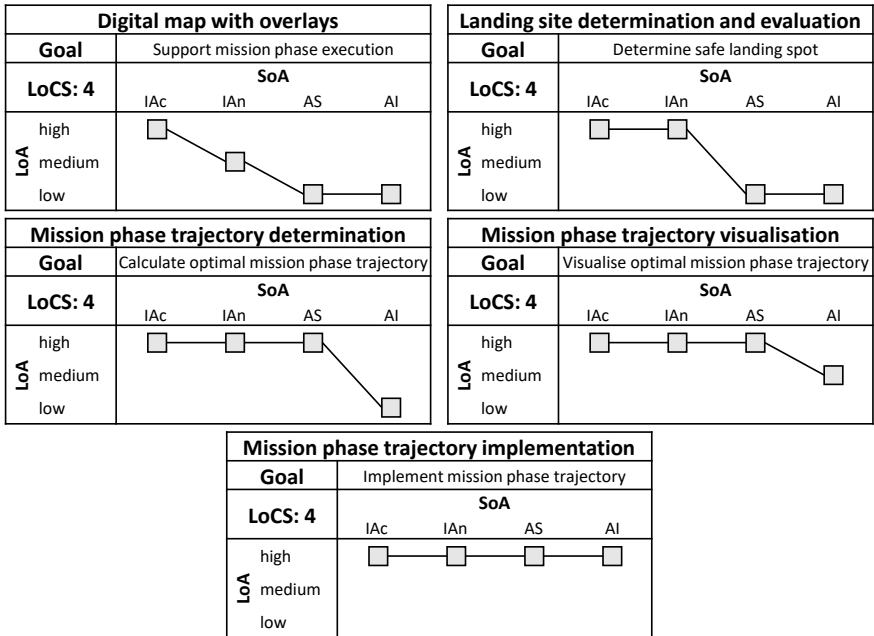 Digital map with overlays
Goal
Support mission phase execution
LoCS: 4
SoA
IAc IAn AS AI
LoA
high
medium
low
Landing site determination and evaluation
Goal
Determine safe landing spot
LoCS: 4
SoA
IAc IAn AS AI
LoA
high
medium
low
Mission phase trajectory determination
Goal
Calculate optimal mission phase trajectory
LoCS: 4
SoA
IAc IAn AS AI
LoA
high
medium
low
Mission phase trajectory visualisation
Goal
Visualise optimal mission phase trajectory
LoCS: 4
SoA
IAc IAn AS AI
LoA
high
medium
low
Mission phase trajectory implementation
Goal
Implement mission phase trajectory
LoCS: 4
SoA
IAc IAn AS AI
LoA
high
medium
low